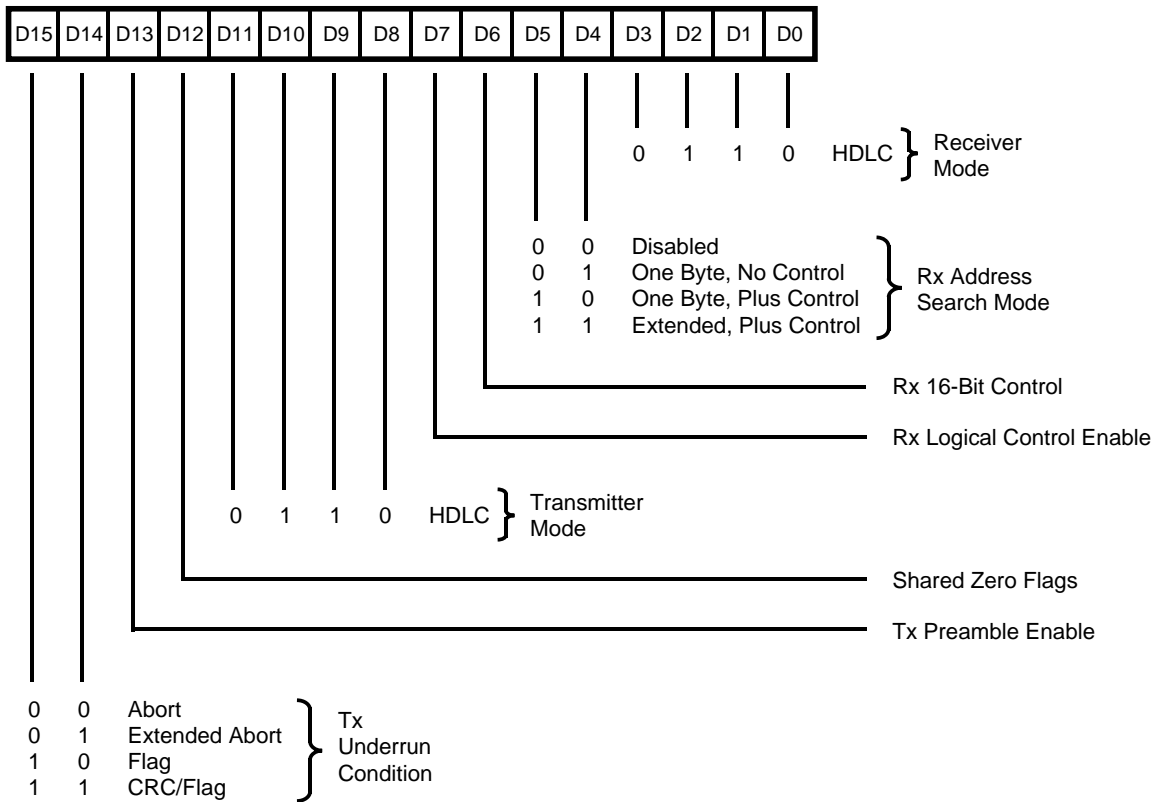 D15 D14 D13 D12 D11 D10 D9 D8 D7 D6 D5 D4 D3 D2 D1 D0
0 1 1 0 HDLC Receiver
Mode
0 0 Disabled
0 1 One Byte, No Control
1 0 One Byte, Plus Control
1 1 Extended, Plus Control
Rx Address
Search Mode
Rx 16-Bit Control
Rx Logical Control Enable
0 1 1 0 HDLC Transmitter
Mode
Shared Zero Flags
Tx Preamble Enable
0 0 Abort
0 1 Extended Abort
1 0 Flag
1 1 CRC/Flag
Tx
Underrun
Condition